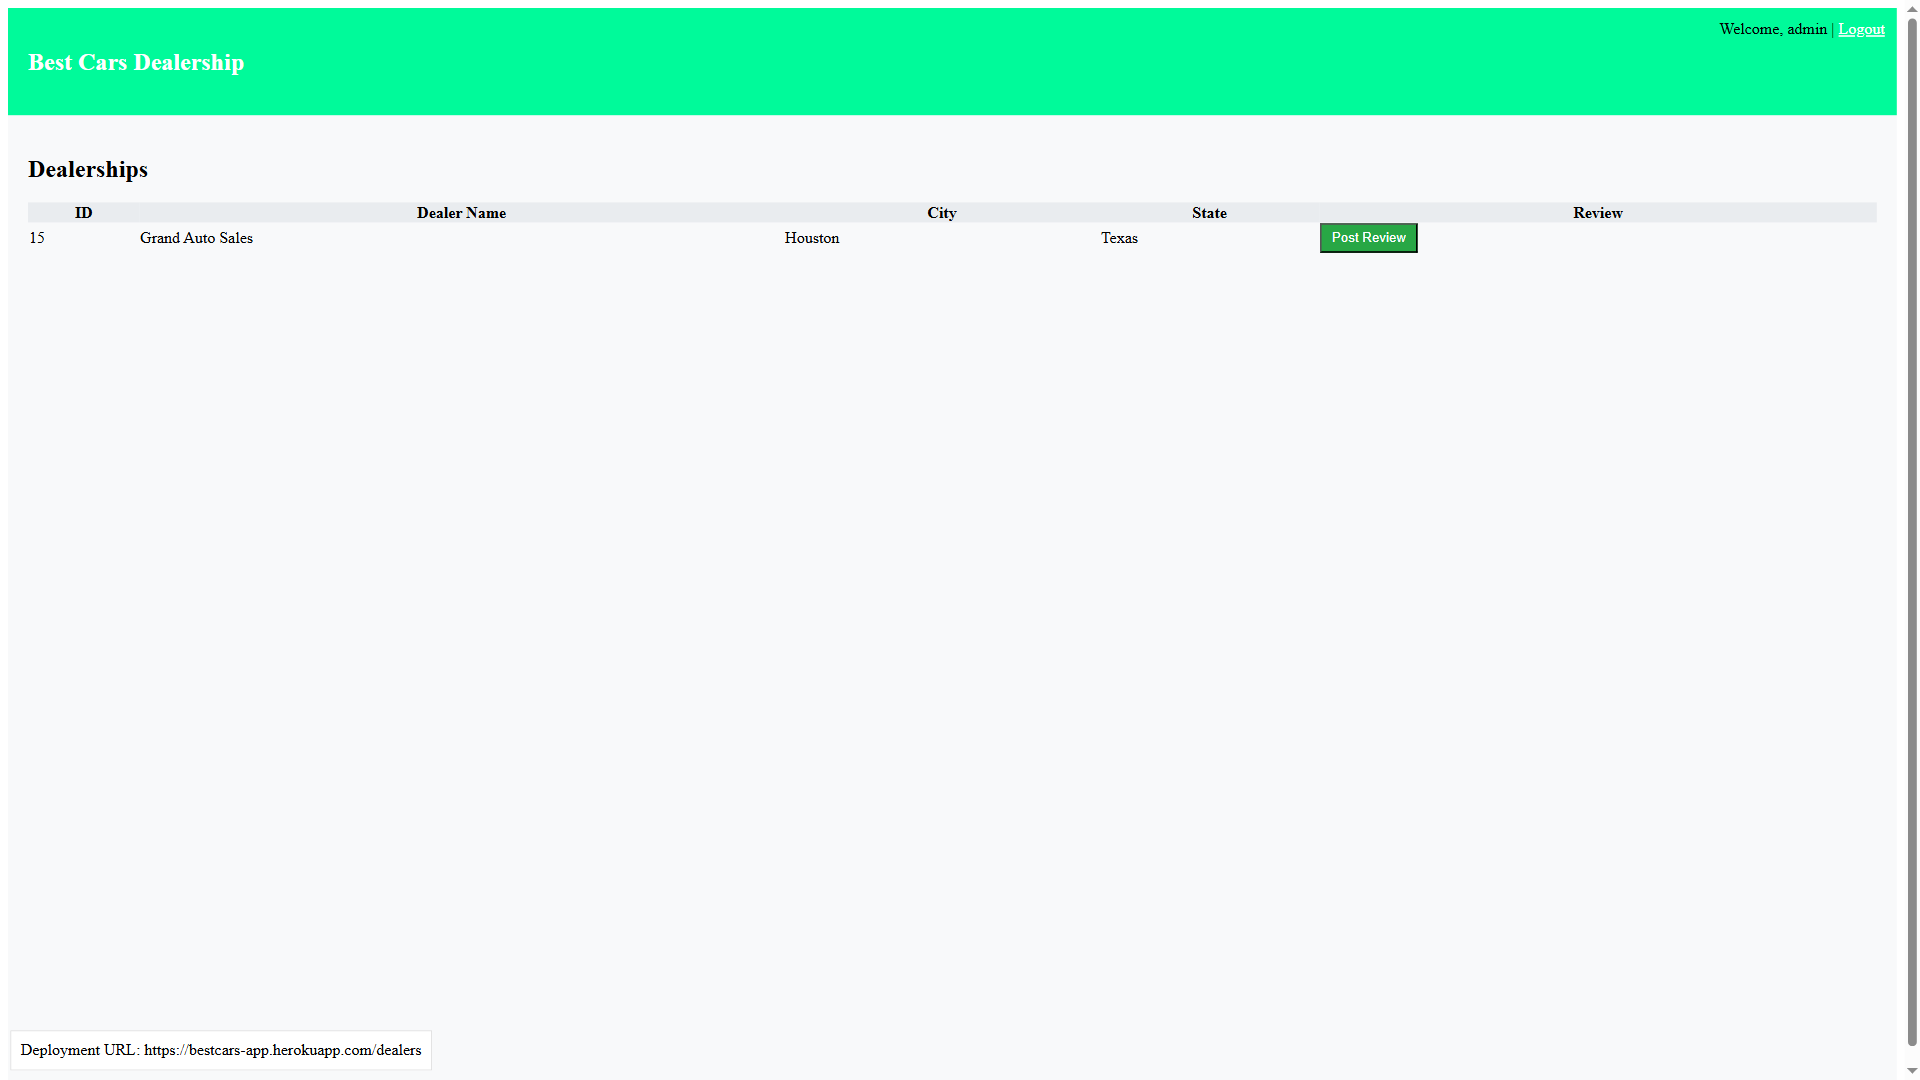 Welcome, admin | Logout
Best Cars Dealership
Dealerships
ID Dealer Name City State Review
15 Grand Auto Sales Houston Texas Post Review
Deployment URL: https://bestcars-app.herokuapp.com/dealers